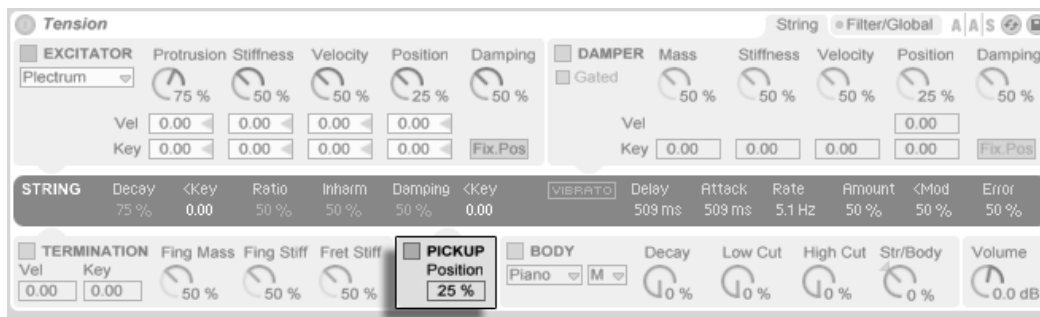 Tension String Filter/Global A A S
EXCITATOR Protrusion Stiffness Velocity Position Damping DAMPER Mass Stiffness Velocity Position Damping
Plectrum 75 % 50 % 50 % 25 % 50 % Gated 50 % 50 % 50 % 25 % 50 %
Vel 0.00 0.00 0.00 0.00 Vel 0.00
Key 0.00 0.00 0.00 0.00 Fix.Pos Key 0.00 0.00 0.00 0.00 Fix.Pos
STRING Decay <Key Ratio Inharm Damping <Key VIBRATO Delay Attack Rate Amount <Mod Error
75 % 0.00 50 % 50 % 50 % 0.00 509 ms 509 ms 5.1 Hz 50 % 50 % 50 %
TERMINATION Fing Mass Fing Stiff Fret Stiff PICKUP BODY Decay Low Cut High Cut Str/Body Volume
Vel Key Position Piano M
0.00 0.00 50 % 50 % 50 % 25 % 0 % 0 % 0 % 0 % 0.0 dB